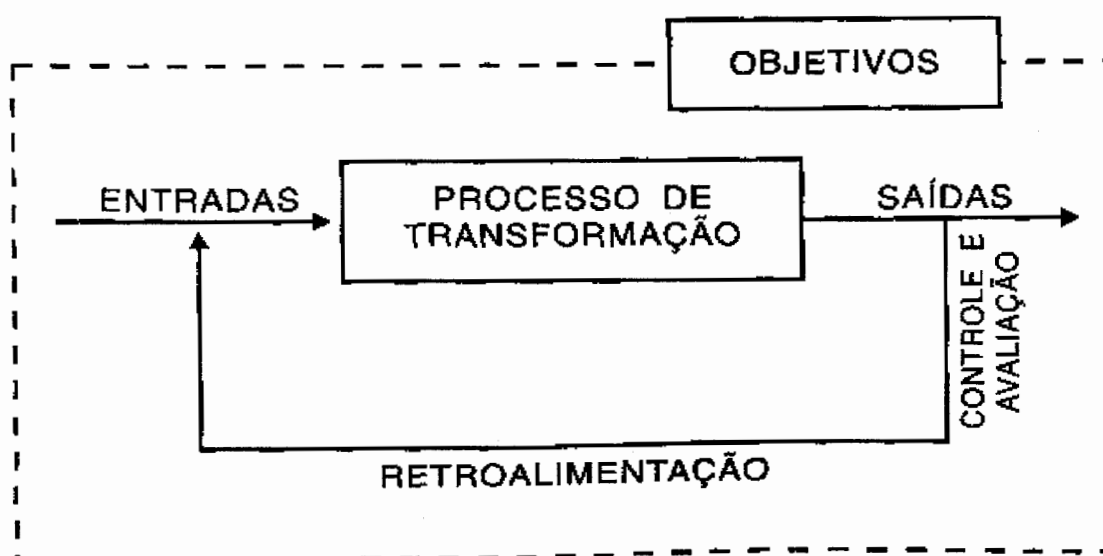 OBJETIVOS
ENTRADAS
PROCESSO DE
TRANSFORMAÇÃO
SAÍDAS
CONTROLE E
AVALIAÇÃO
RETROALIMENTAÇÃO